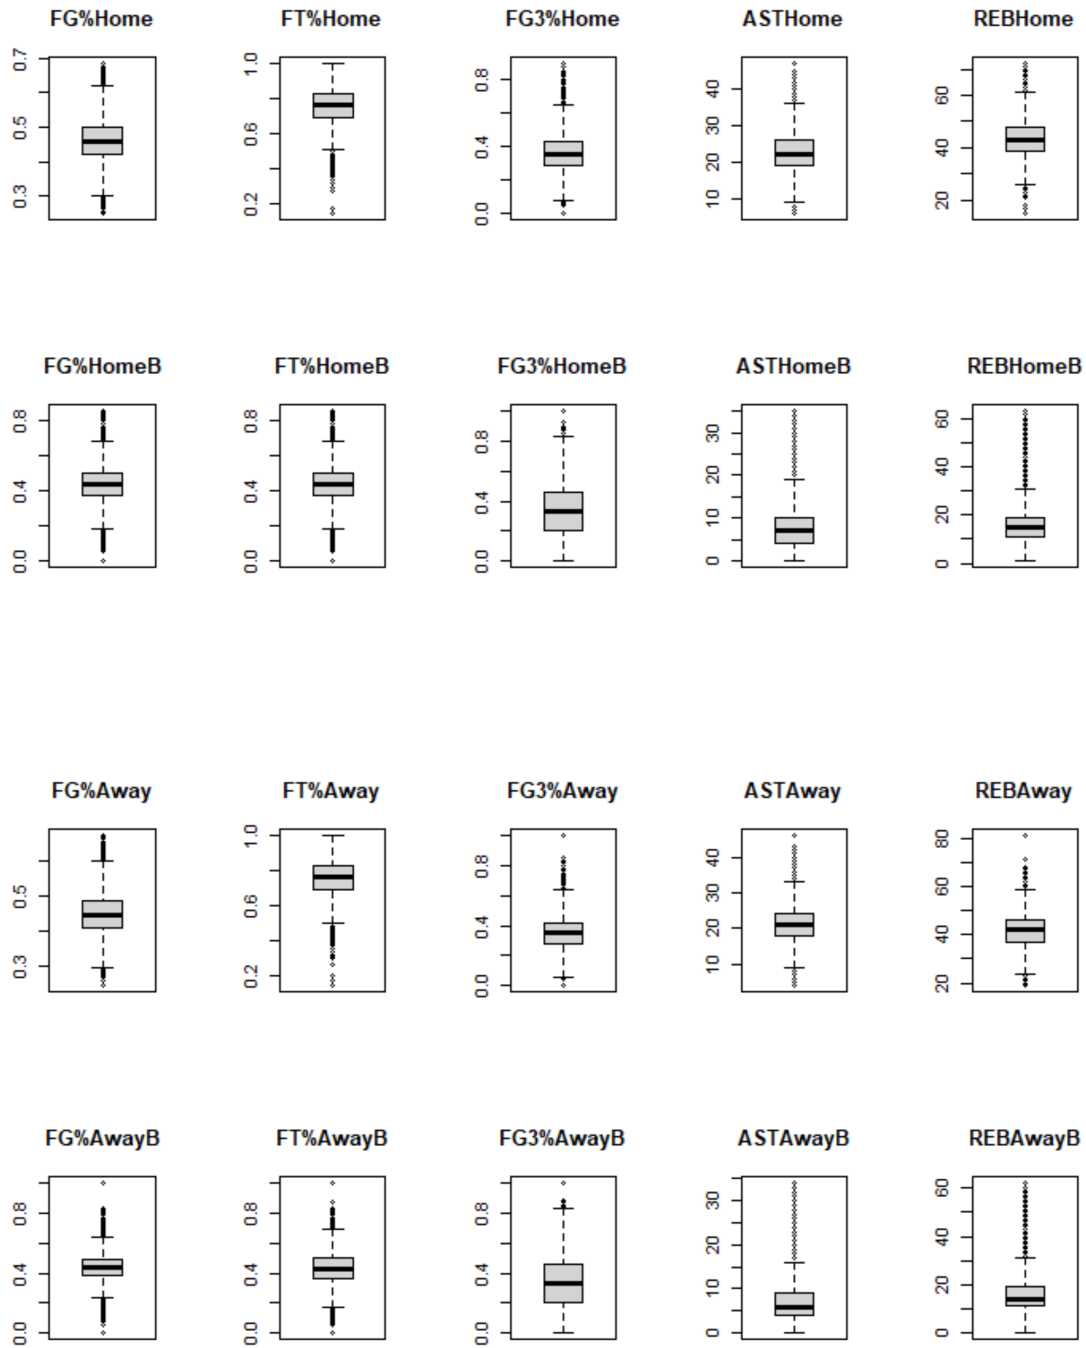 FG%Home FT%Home FG3%Home ASTHome REBHome
0.3 0.5 0.7 0.2 0.6 1.0 0.0 0.4 0.8 10 20 30 40 20 40 60
FG%HomeB FT%HomeB FG3%HomeB ASTHomeB REBHomeB
0.0 0.4 0.8 0.0 0.4 0.8 0.0 0.4 0.8 0 10 20 30 0 20 40 60
FG%Away FT%Away FG3%Away ASTAway REBAway
0.3 0.5 0.2 0.6 1.0 0.0 0.4 0.8 10 20 30 40 20 40 60 80
FG%AwayB FT%AwayB FG3%AwayB ASTAwayB REBAwayB
0.0 0.4 0.8 0.0 0.4 0.8 0.0 0.4 0.8 0 10 20 30 0 20 40 60